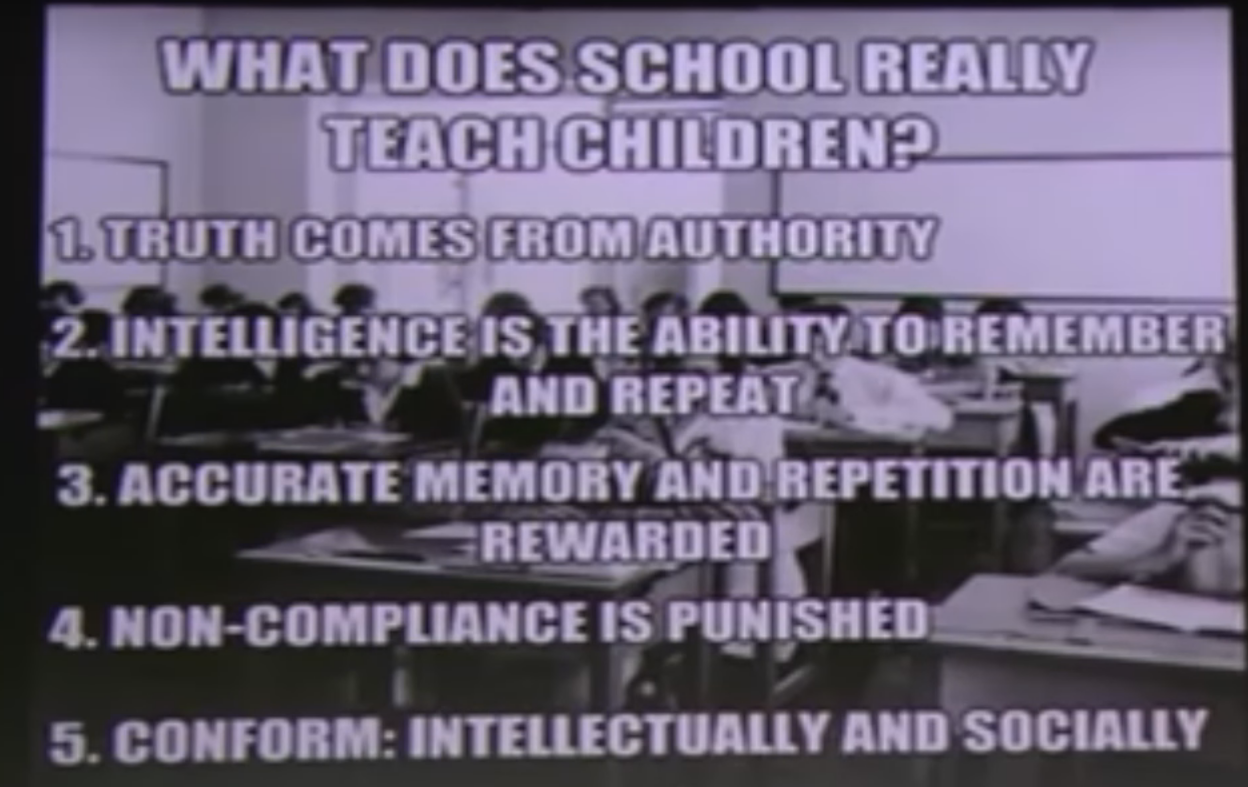 WHAT DOES SCHOOL REALLY
TEACH CHILDREN?
1. TRUTH COMES FROM AUTHORITY
2. INTELLIGENCE IS THE ABILITY TO REMEMBER
AND REPEAT
3. ACCURATE MEMORY AND REPETITION ARE
REWARDED
4. NON-COMPLIANCE IS PUNISHED
5. CONFORM: INTELLECTUALLY AND SOCIALLY